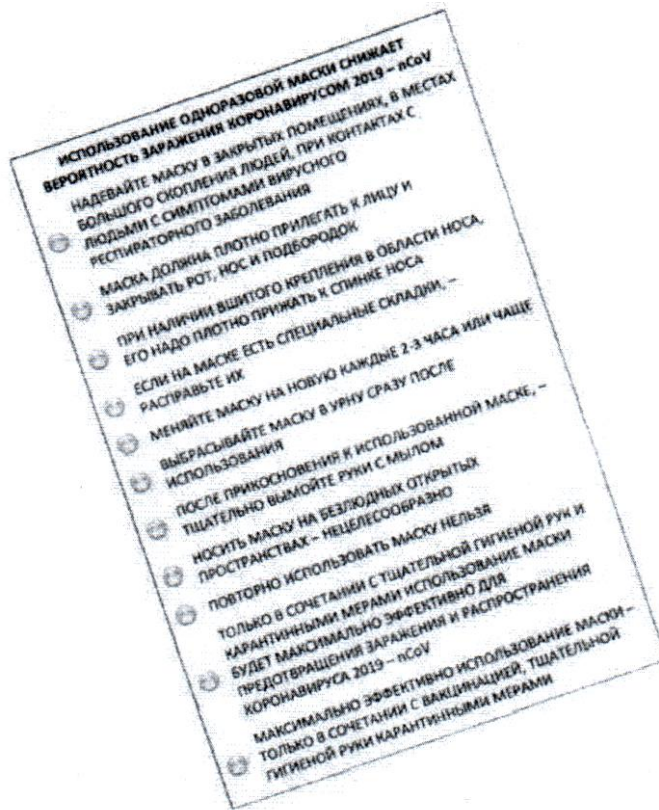 ИСПОЛЬЗОВАНИЕ ОДНОРАЗОВОЙ МАСКИ СНИЖАЕТ
ВЕРОЯТНОСТЬ ЗАРАЖЕНИЯ КОРОНАВИРУСОМ 2019 – nCoV
НАДЕВАЙТЕ МАСКУ В ЗАКРЫТЫХ ПОМЕЩЕНИЯХ, В МЕСТАХ
БОЛЬШОГО СКОПЛЕНИЯ ЛЮДЕЙ, ПРИ КОНТАКТАХ С
ЛЮДЬМИ С СИМПТОМАМИ ВИРУСНОГО
РЕСПИРАТОРНОГО ЗАБОЛЕВАНИЯ
МАСКА ДОЛЖНА ПЛОТНО ПРИЛЕГАТЬ К ЛИЦУ И
ЗАКРЫВАТЬ РОТ, НОС И ПОДБОРОДОК
ПРИ НАЛИЧИИ ВШИТОГО КРЕПЛЕНИЯ В ОБЛАСТИ НОСА,
ЕГО НАДО ПЛОТНО ПРИЖАТЬ К СПИНКЕ НОСА
ЕСЛИ НА МАСКЕ ЕСТЬ СПЕЦИАЛЬНЫЕ СКЛАДКИ, –
РАСПРАВЬТЕ ИХ
МЕНЯЙТЕ МАСКУ НА НОВУЮ КАЖДЫЕ 2-3 ЧАСА ИЛИ ЧАЩЕ
ВЫБРАСЫВАЙТЕ МАСКУ В УРНУ СРАЗУ ПОСЛЕ
ИСПОЛЬЗОВАНИЯ
ПОСЛЕ ПРИКОСНОВЕНИЯ К ИСПОЛЬЗОВАННОЙ МАСКЕ, –
ТЩАТЕЛЬНО ВЫМОЙТЕ РУКИ С МЫЛОМ
НОСИТЬ МАСКУ НА БЕЗЛЮДНЫХ ОТКРЫТЫХ
ПРОСТРАНСТВАХ – НЕЦЕЛЕСООБРАЗНО
ПОВТОРНО ИСПОЛЬЗОВАТЬ МАСКУ НЕЛЬЗЯ
ТОЛЬКО В СОЧЕТАНИИ С ТЩАТЕЛЬНОЙ ГИГИЕНОЙ РУК И
КАРАНТИННЫМИ МЕРАМИ ИСПОЛЬЗОВАНИЕ МАСКИ
БУДЕТ МАКСИМАЛЬНО ЭФФЕКТИВНО ДЛЯ
ПРЕДОТВРАЩЕНИЯ ЗАРАЖЕНИЯ И РАСПРОСТРАНЕНИЯ
КОРОНАВИРУСА 2019 – nCoV
МАКСИМАЛЬНО ЭФФЕКТИВНО ИСПОЛЬЗОВАНИЕ МАСКИ –
ТОЛЬКО В СОЧЕТАНИИ С ВАКЦИНАЦИЕЙ, ТЩАТЕЛЬНОЙ
ГИГИЕНОЙ РУКИ КАРАНТИННЫМИ МЕРАМИ